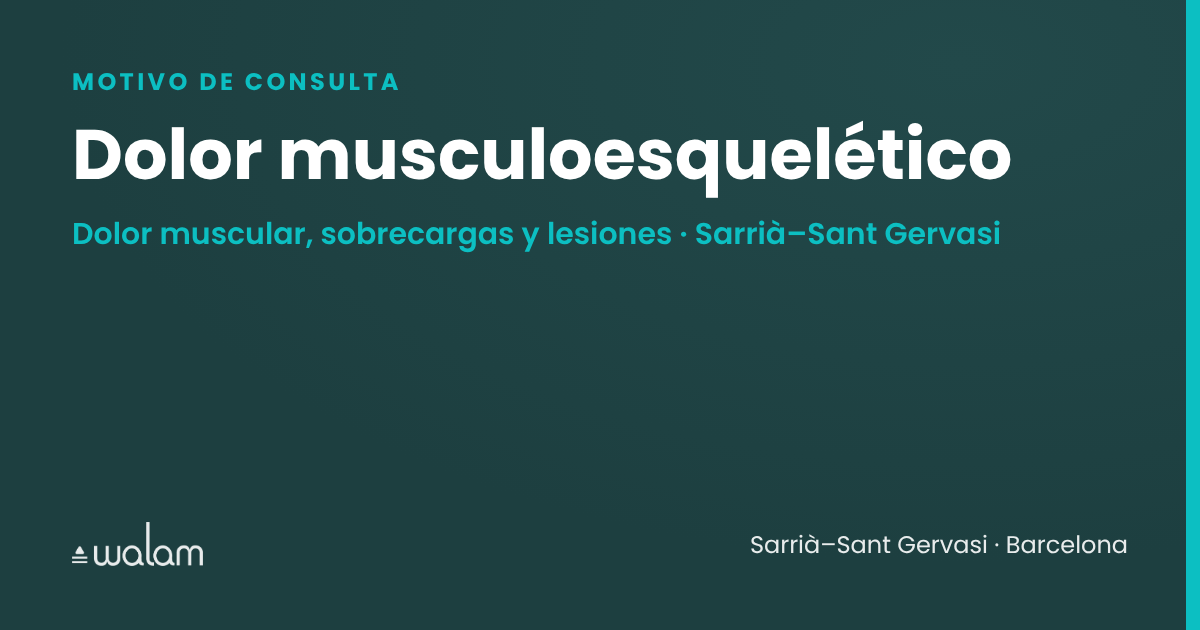 MOTIVO DE CONSULTA
Dolor musculoesquelético
Dolor muscular, sobrecargas y lesiones · Sarrià–Sant Gervasi
walam
Sarrià–Sant Gervasi · Barcelona